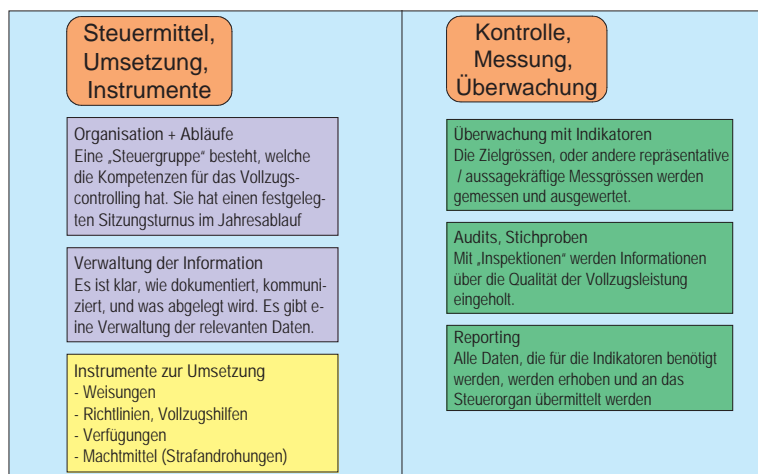 Steuermittel,
Umsetzung,
Instrumente
Organisation + Abläufe
Eine „Steuergruppe" besteht, welche
die Kompetenzen für das Vollzugs-
controlling hat. Sie hat einen festgeleg-
ten Sitzungsturnus im Jahresablauf
Verwaltung der Information
Es ist klar, wie dokumentiert, kommuni-
ziert, und was abgelegt wird. Es gibt e-
ine Verwaltung der relevanten Daten.
Instrumente zur Umsetzung
- Weisungen
- Richtlinien, Vollzugshilfen
- Verfügungen
- Machtmittel (Strafandrohungen)
Kontrolle,
Messung,
Überwachung
Überwachung mit Indikatoren
Die Zielgrössen, oder andere repräsentative
/ aussagekräftige Messgrössen werden
gemessen und ausgewertet.
Audits, Stichproben
Mit „Inspektionen" werden Informationen
über die Qualität der Vollzugsleistung
eingeholt.
Reporting
Alle Daten, die für die Indikatoren benötigt
werden, werden erhoben und an das
Steuerorgan übermittelt werden